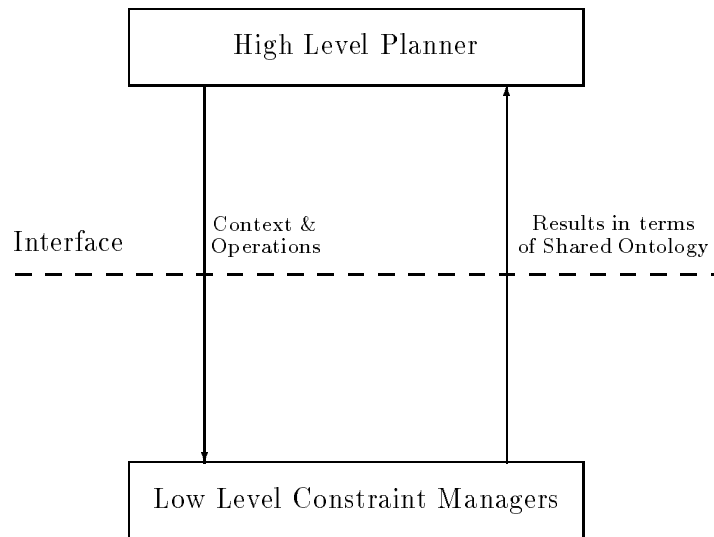 High Level Planner
Context &
Operations
Results in terms
of Shared Ontology
Interface
Low Level Constraint Managers